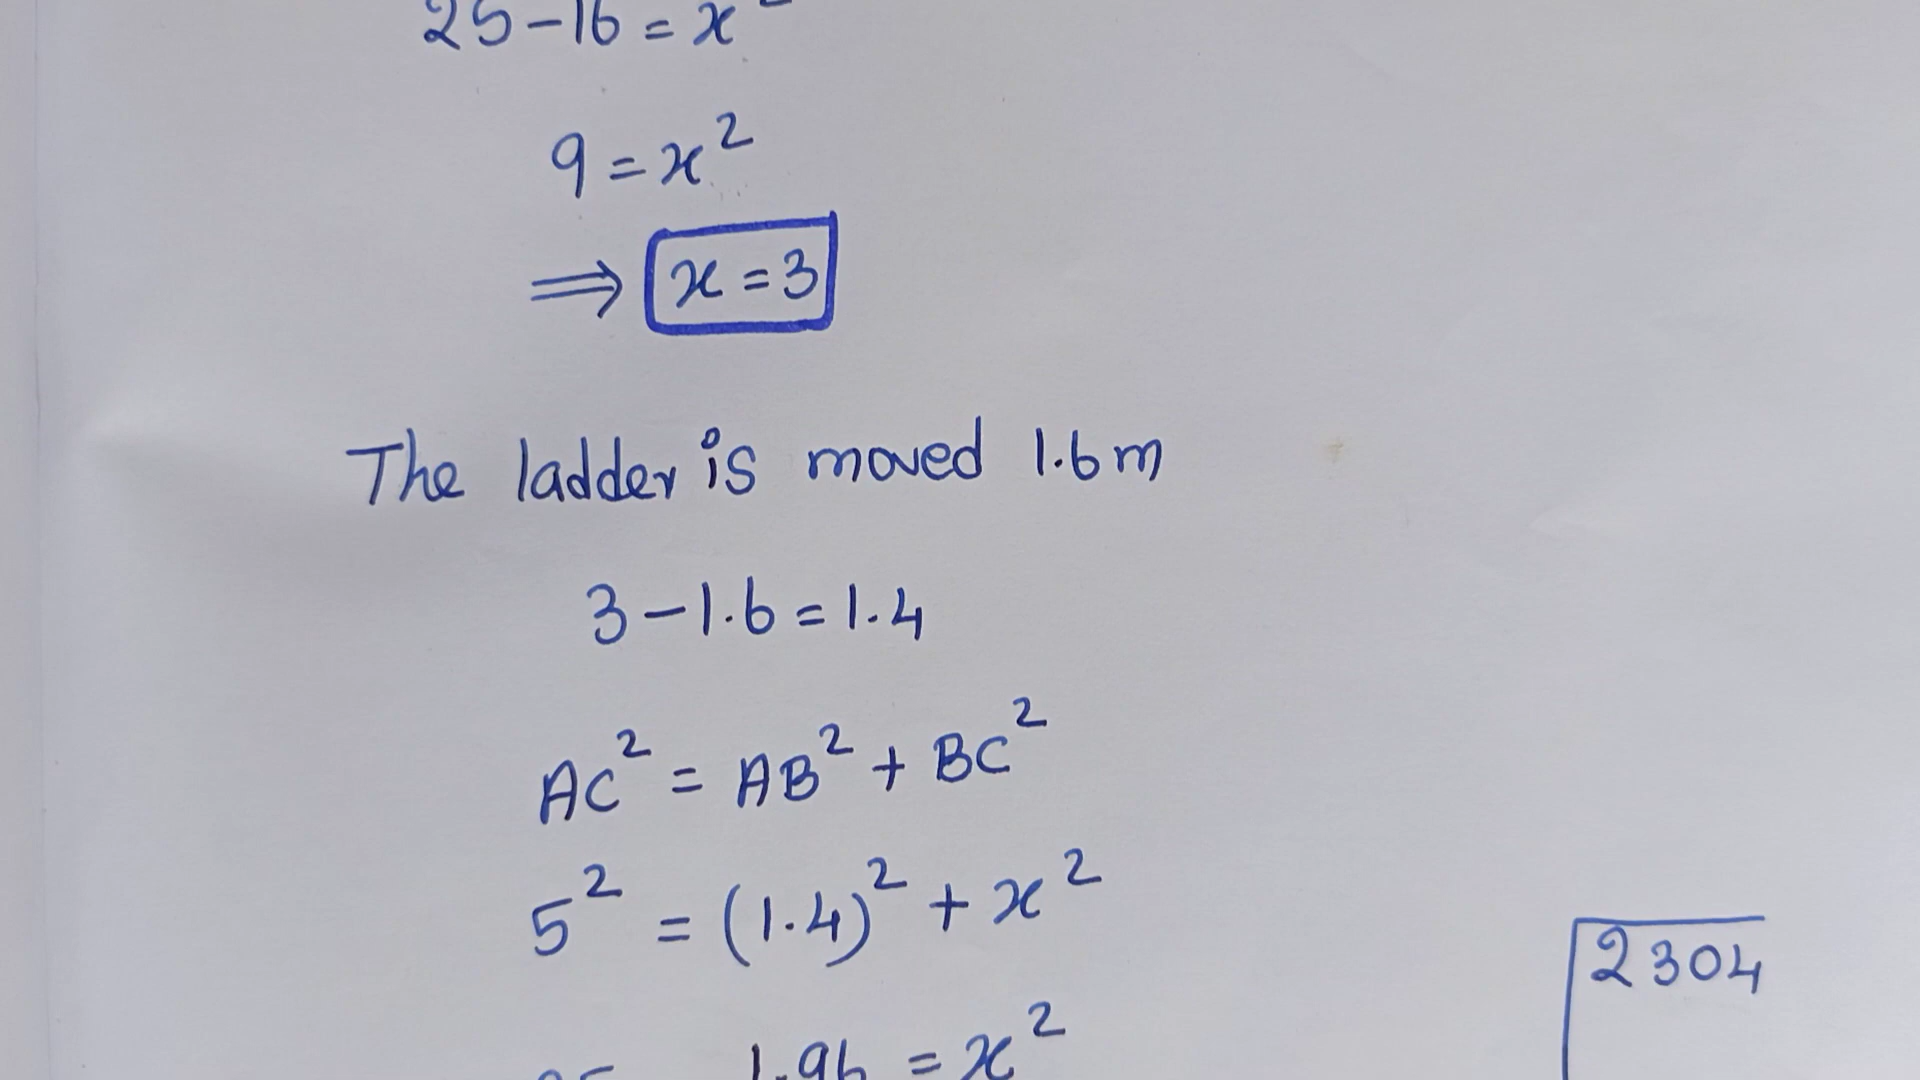 25-16=x²
9=x²
⟹ x=3
The ladder is moved 1.6m
3-1.6=1.4
AC²=AB²+BC²
5²=(1.4)²+x²
2304
1.96=x²